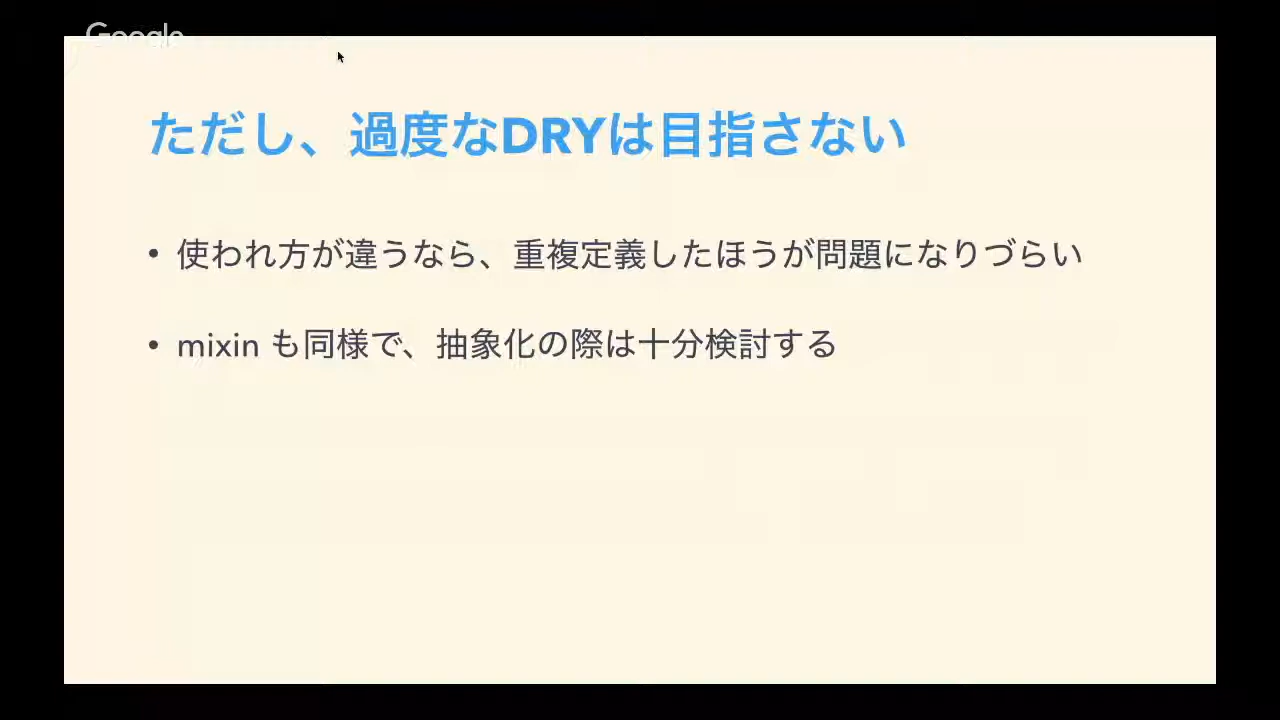 Google
ただし、過度なDRYは目指さない
• 使われ方が違うなら、重複定義したほうが問題になりづらい
• mixin も同様で、抽象化の際は十分検討する